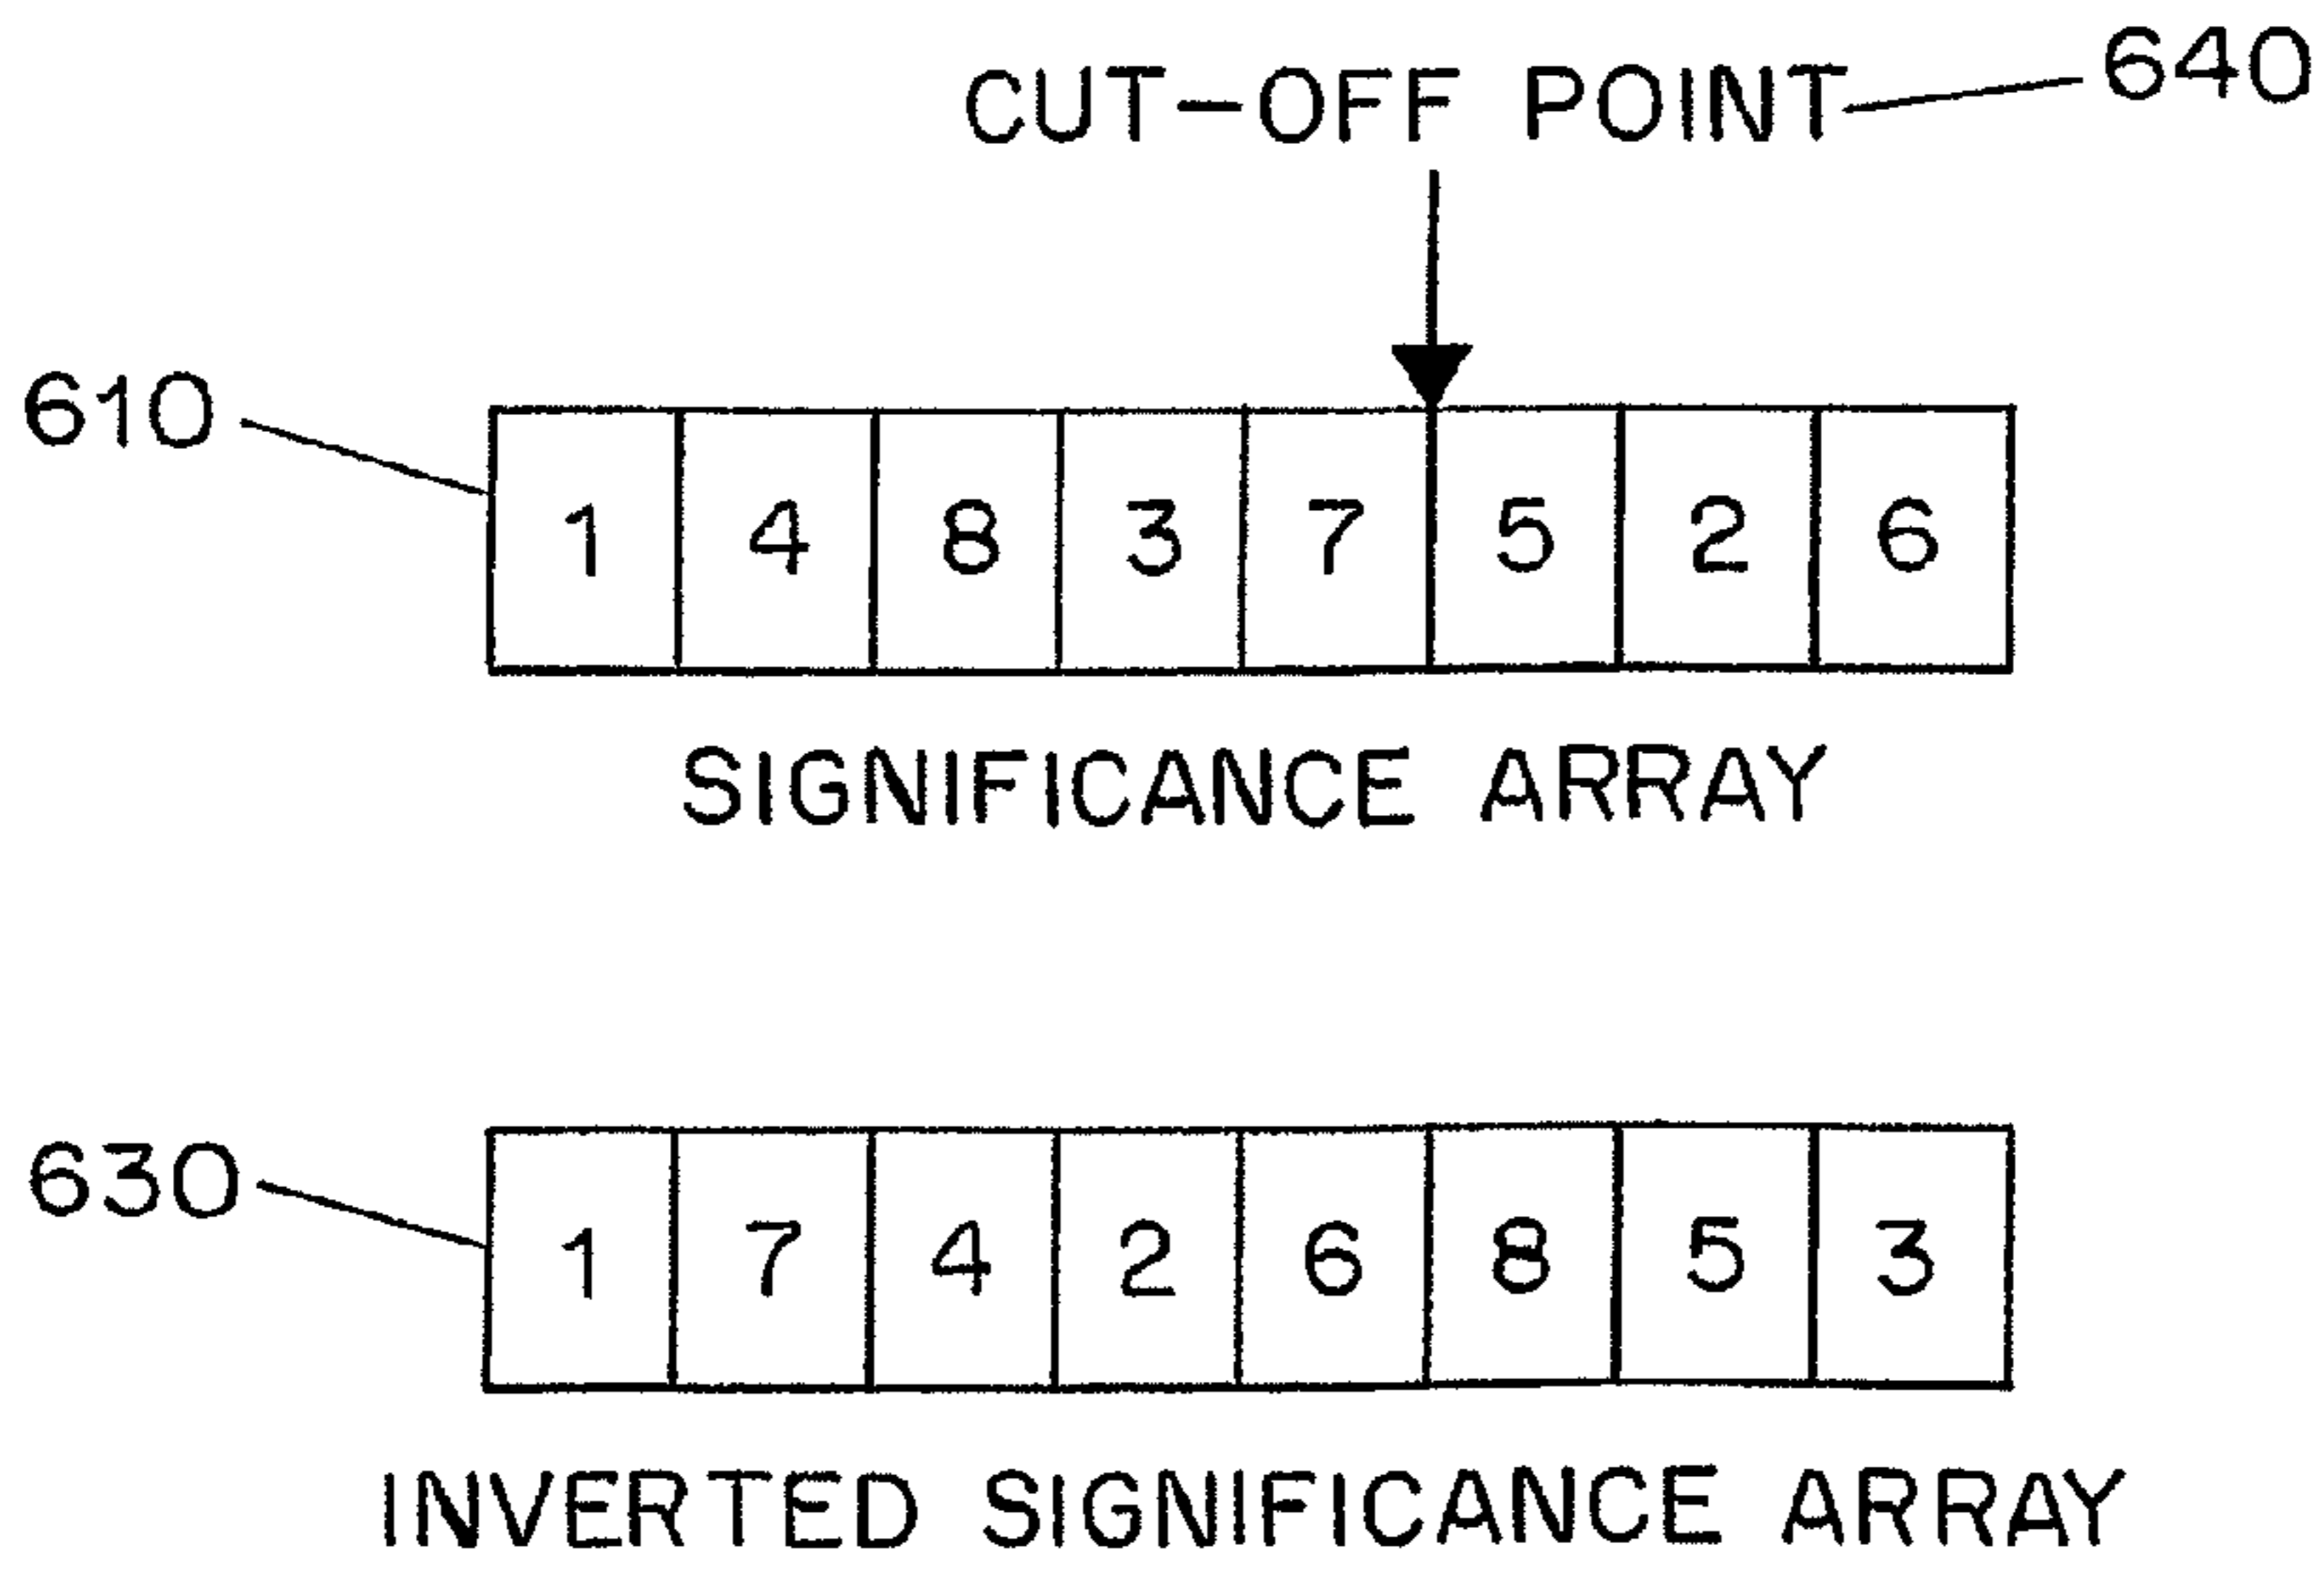 CUT-OFF POINT 640
610
1 4 8 3 7 5 2 6
SIGNIFICANCE ARRAY
630
1 7 4 2 6 8 5 3
INVERTED SIGNIFICANCE ARRAY